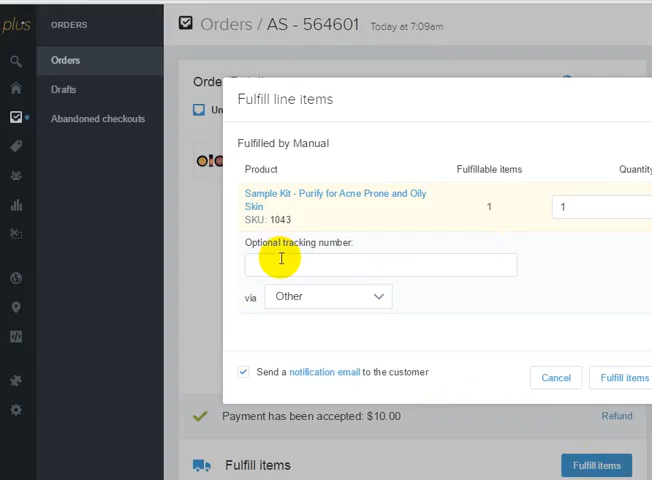 plus
ORDERS
Orders / AS - 564601 Today at 7:09am
Orders
Drafts
Abandoned checkouts
Fulfill line items
Fulfilled by Manual
Product Fulfillable items Quantity
Sample Kit - Purify for Acne Prone and Oily
Skin
SKU: 1043
1
1
Optional tracking number:
via Other
Send a notification email to the customer
Cancel
Fulfill items
Payment has been accepted: $10.00
Refund
Fulfill items
Fulfill items